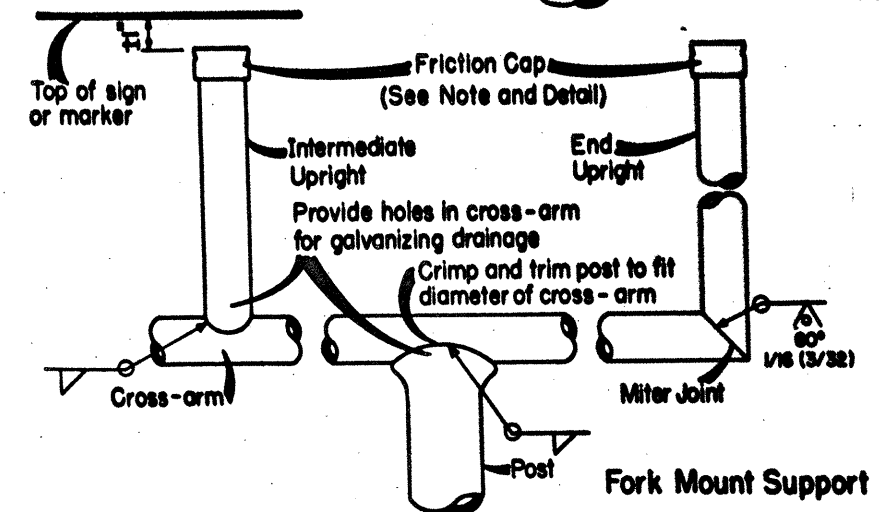 1"
Top of sign
or marker
Friction Cap
(See Note and Detail)
Intermediate
Upright
End
Upright
Provide holes in cross-arm
for galvanizing drainage
Crimp and trim post to fit
diameter of cross-arm
60°
1/16 (3/32)
Cross-arm
Miter Joint
Post
Fork Mount Support